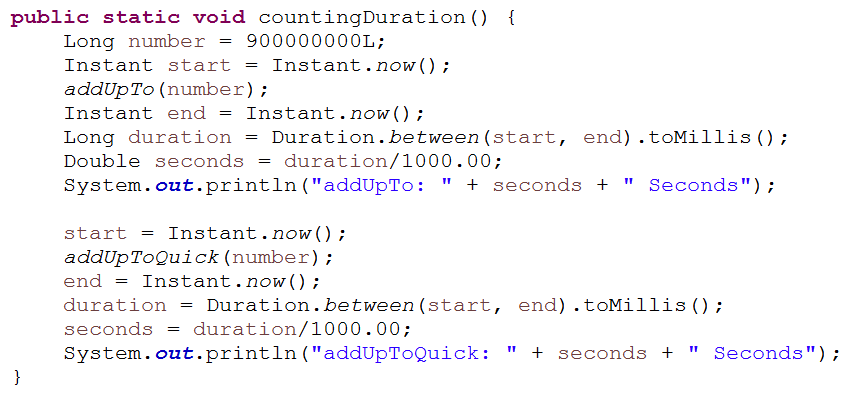 public static void countingDuration() {
    Long number = 900000000L;
    Instant start = Instant.now();
    addUpTo(number);
    Instant end = Instant.now();
    Long duration = Duration.between(start, end).toMillis();
    Double seconds = duration/1000.00;
    System.out.println("addUpTo: " + seconds + " Seconds");

    start = Instant.now();
    addUpToQuick(number);
    end = Instant.now();
    duration = Duration.between(start, end).toMillis();
    seconds = duration/1000.00;
    System.out.println("addUpToQuick: " + seconds + " Seconds");
}